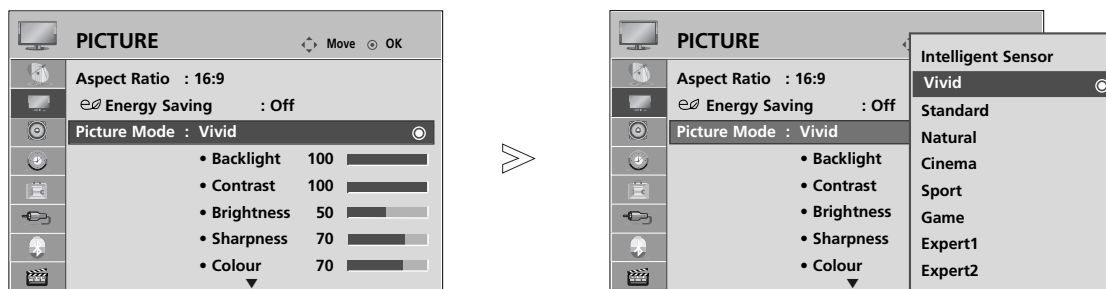 PICTURE
Move OK
Aspect Ratio : 16:9
Energy Saving : Off
Picture Mode : Vivid
• Backlight 100
• Contrast 100
• Brightness 50
• Sharpness 70
• Colour 70
PICTURE
Aspect Ratio : 16:9
Energy Saving : Off
Picture Mode : Vivid
• Backlight
• Contrast
• Brightness
• Sharpness
• Colour
Intelligent Sensor
Vivid
Standard
Natural
Cinema
Sport
Game
Expert1
Expert2